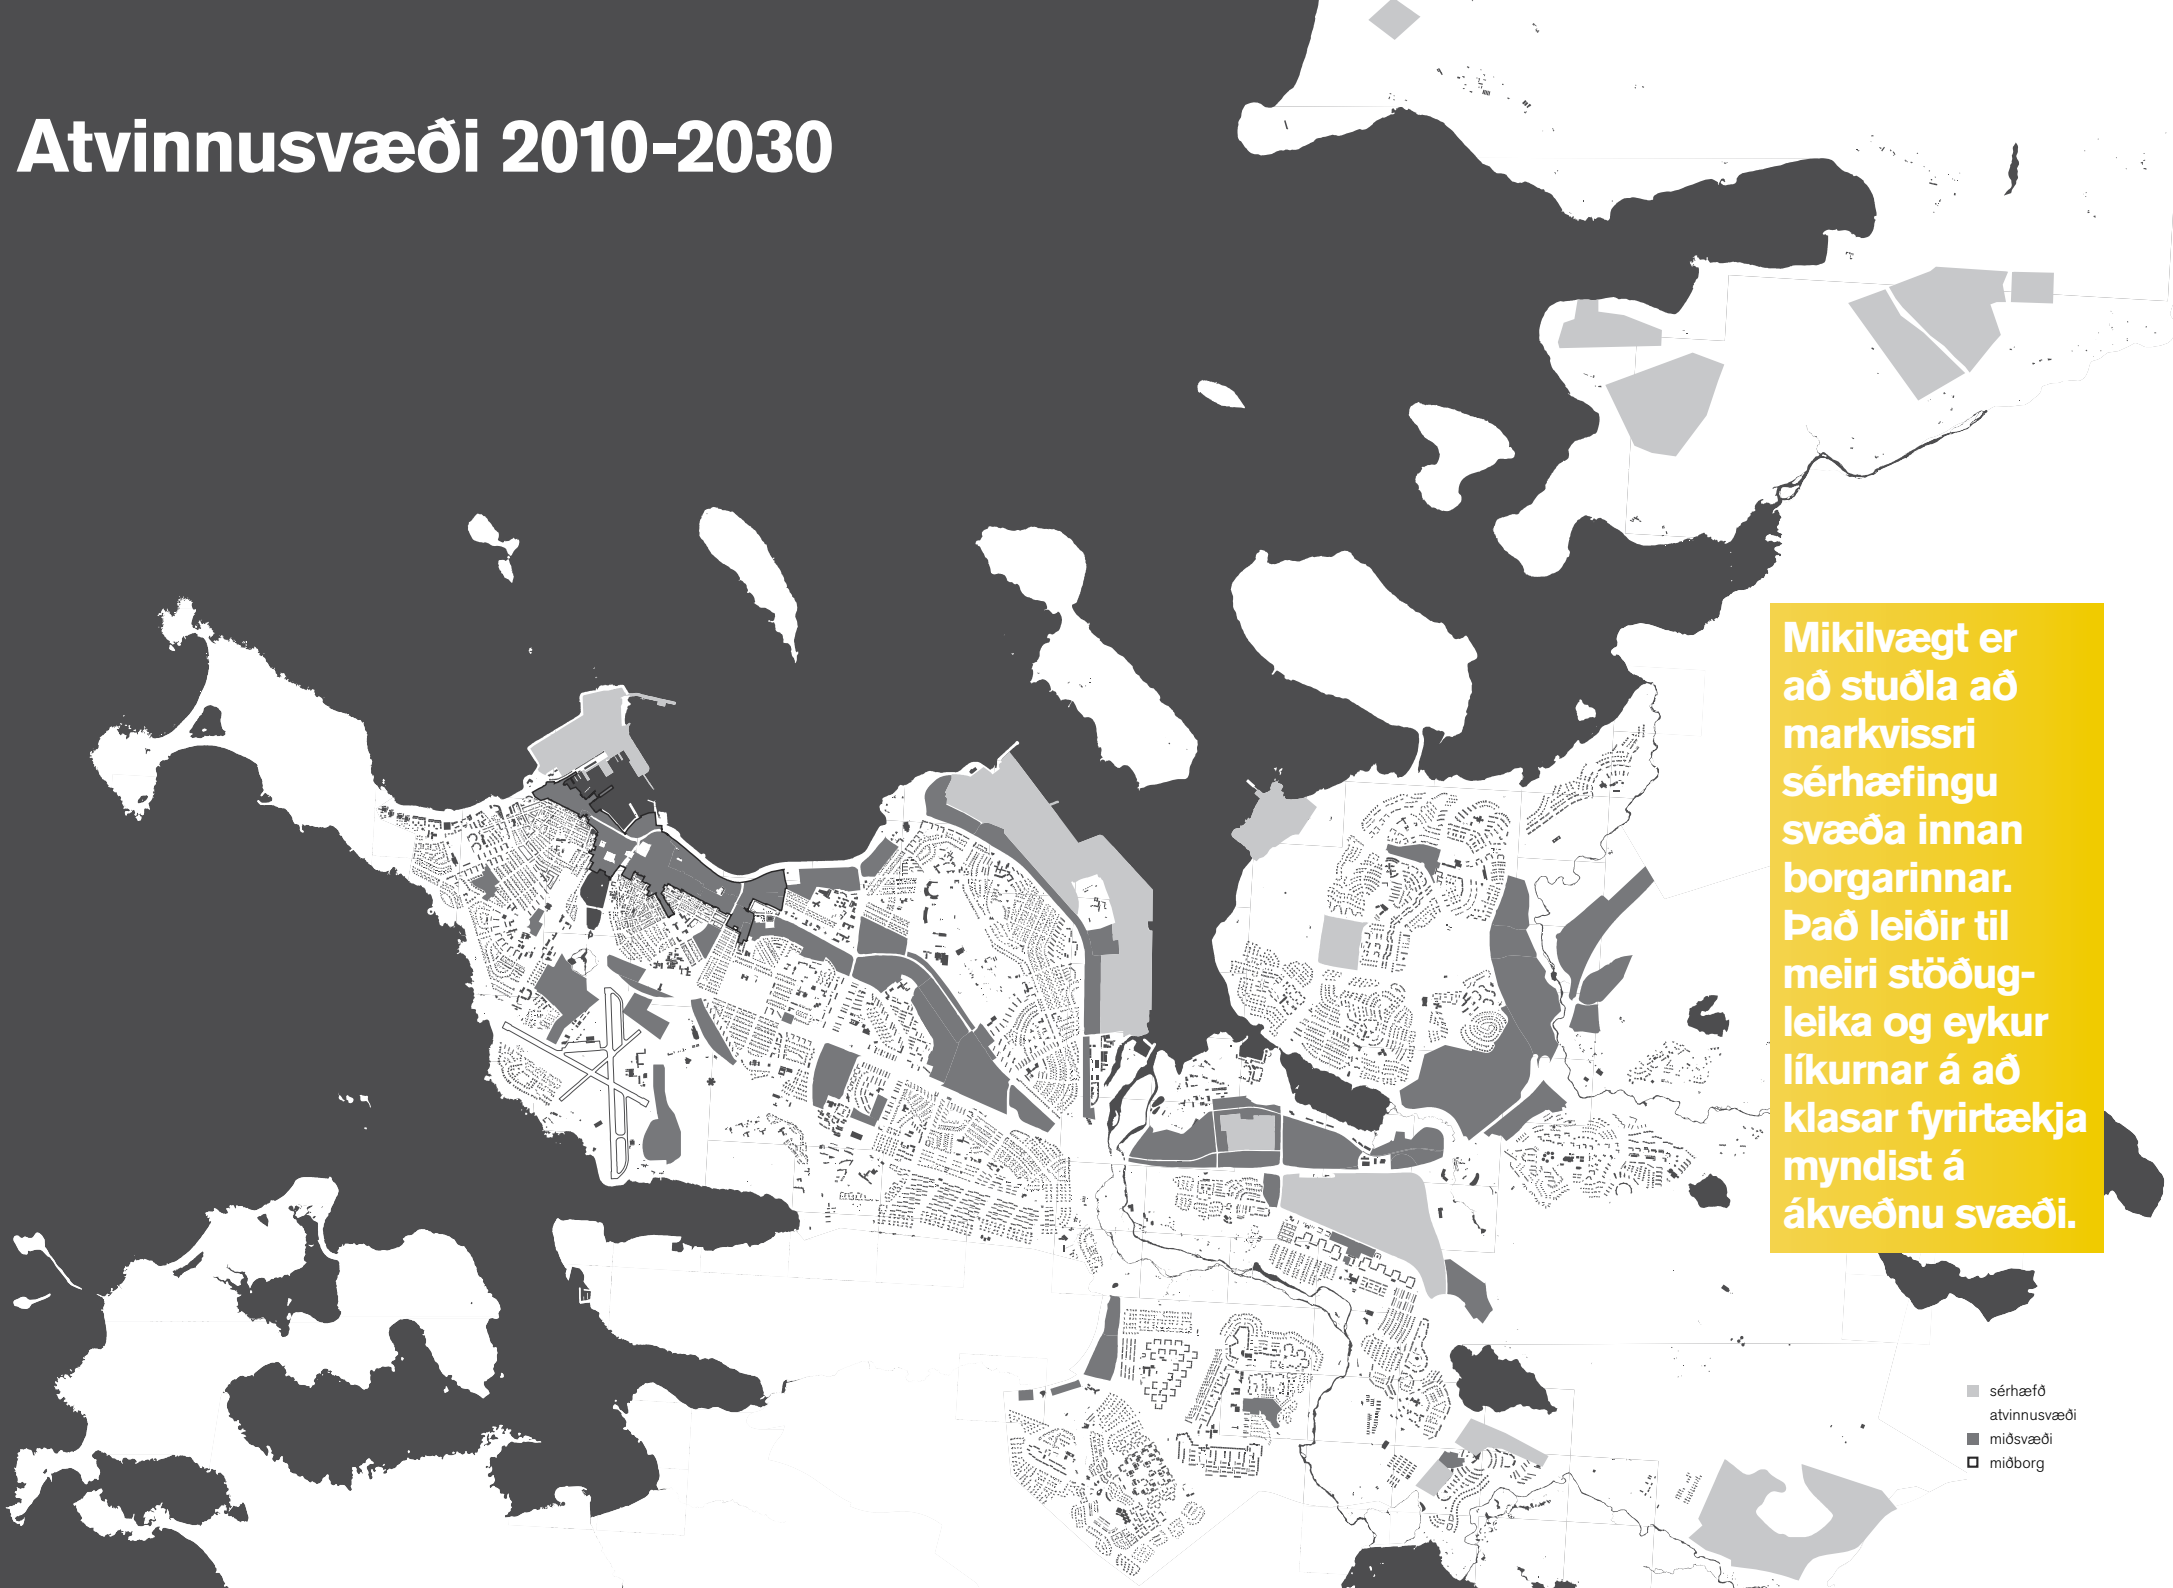 Atvinnusvæði 2010-2030
Mikilvægt er
að stuðla að
markvissri
sérhæfingu
svæða innan
borgarinnar.
Það leiðir til
meiri stöðug-
leika og eykur
líkurnar á að
klasar fyrirtækja
myndist á
ákveðnu svæði.
sérhæfð
atvinnusvæði
miðsvæði
miðborg